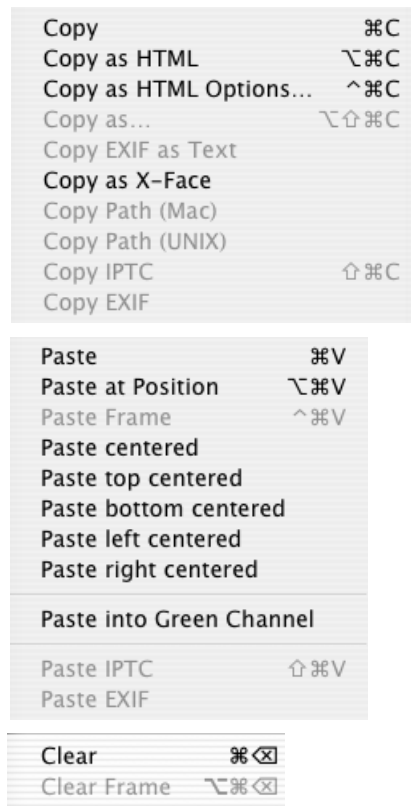 Copy ⌘C
Copy as HTML ⌥⌘C
Copy as HTML Options... ^⌘C
Copy as... ⌥⇧⌘C
Copy EXIF as Text
Copy as X-Face
Copy Path (Mac)
Copy Path (UNIX)
Copy IPTC ⇧⌘C
Copy EXIF
Paste ⌘V
Paste at Position ⌥⌘V
Paste Frame ^⌘V
Paste centered
Paste top centered
Paste bottom centered
Paste left centered
Paste right centered
Paste into Green Channel
Paste IPTC ⇧⌘V
Paste EXIF
Clear ⌘⌫
Clear Frame ⌥⌘⌫